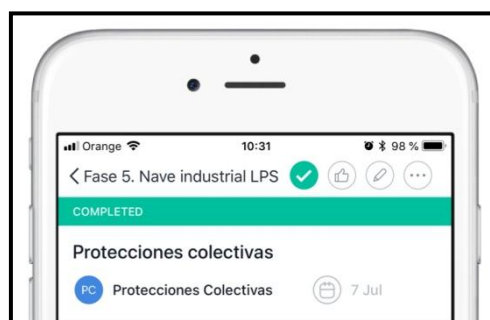 Orange 10:31 98 %
Fase 5. Nave industrial LPS
COMPLETED
Protecciones colectivas
PC Protecciones Colectivas 7 Jul